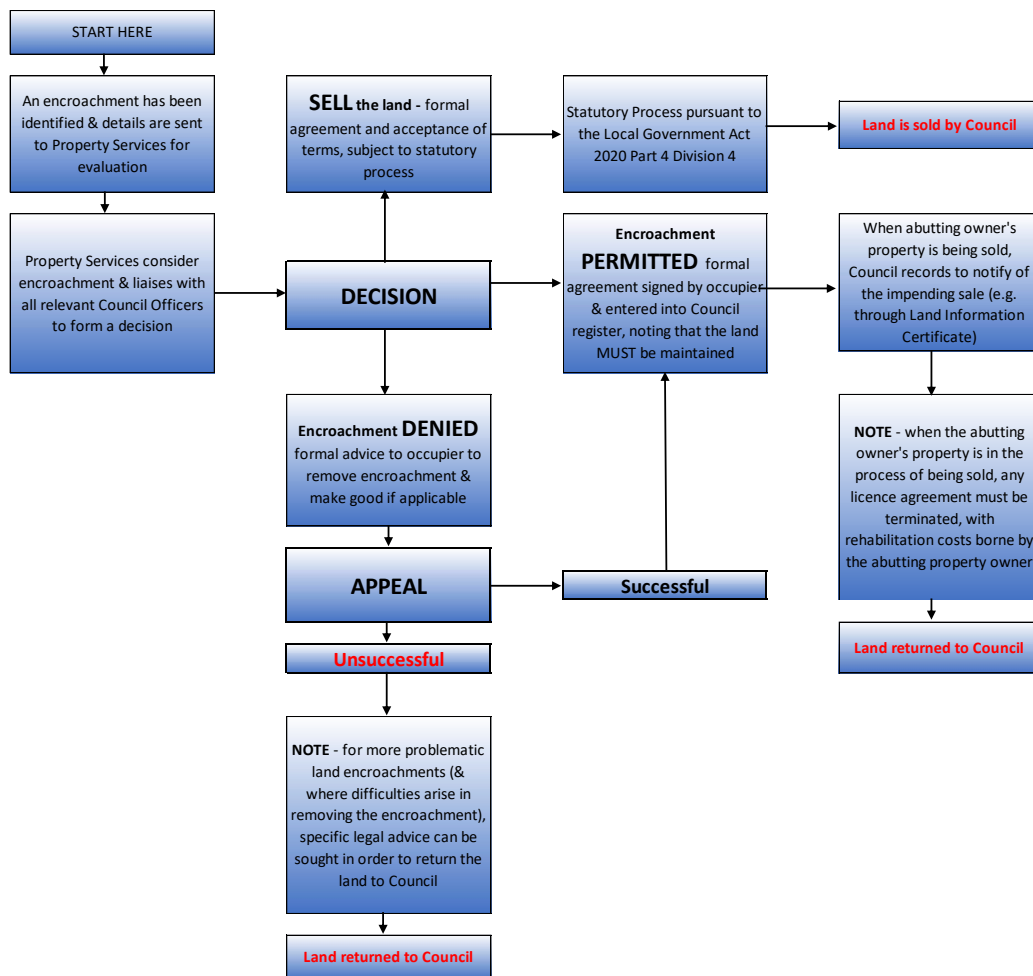 START HERE
An encroachment has been
identified & details are sent
to Property Services for
evaluation
Property Services consider
encroachment & liaises with
all relevant Council Officers
to form a decision
SELL the land - formal
agreement and acceptance of
terms, subject to statutory
process
Statutory Process pursuant to
the Local Government Act
2020 Part 4 Division 4
Land is sold by Council
DECISION
Encroachment
PERMITTED formal
agreement signed by occupier
& entered into Council
register, noting that the land
MUST be maintained
When abutting owner's
property is being sold,
Council records to notify of
the impending sale (e.g.
through Land Information
Certificate)
NOTE - when the abutting
owner's property is in the
process of being sold, any
licence agreement must be
terminated, with
rehabilitation costs borne by
the abutting property owner
Land returned to Council
Encroachment DENIED
formal advice to occupier to
remove encroachment &
make good if applicable
APPEAL
Successful
Unsuccessful
NOTE - for more problematic
land encroachments (&
where difficulties arise in
removing the encroachment),
specific legal advice can be
sought in order to return the
land to Council
Land returned to Council